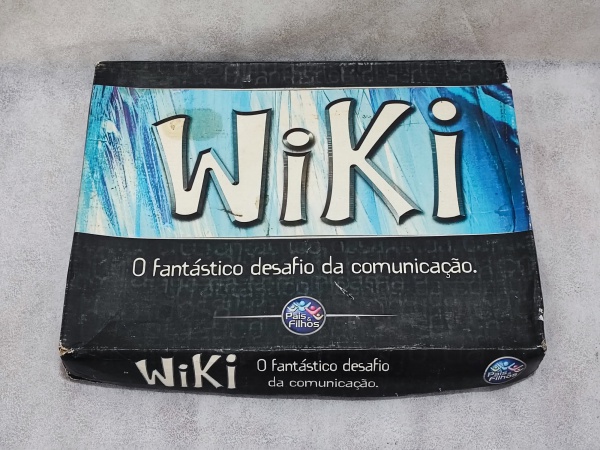 WiKi
O fantástico desafio da comunicação.
Pais &
Filhos
WiKi
O fantástico desafio
da comunicação.
Pais &
Filhos